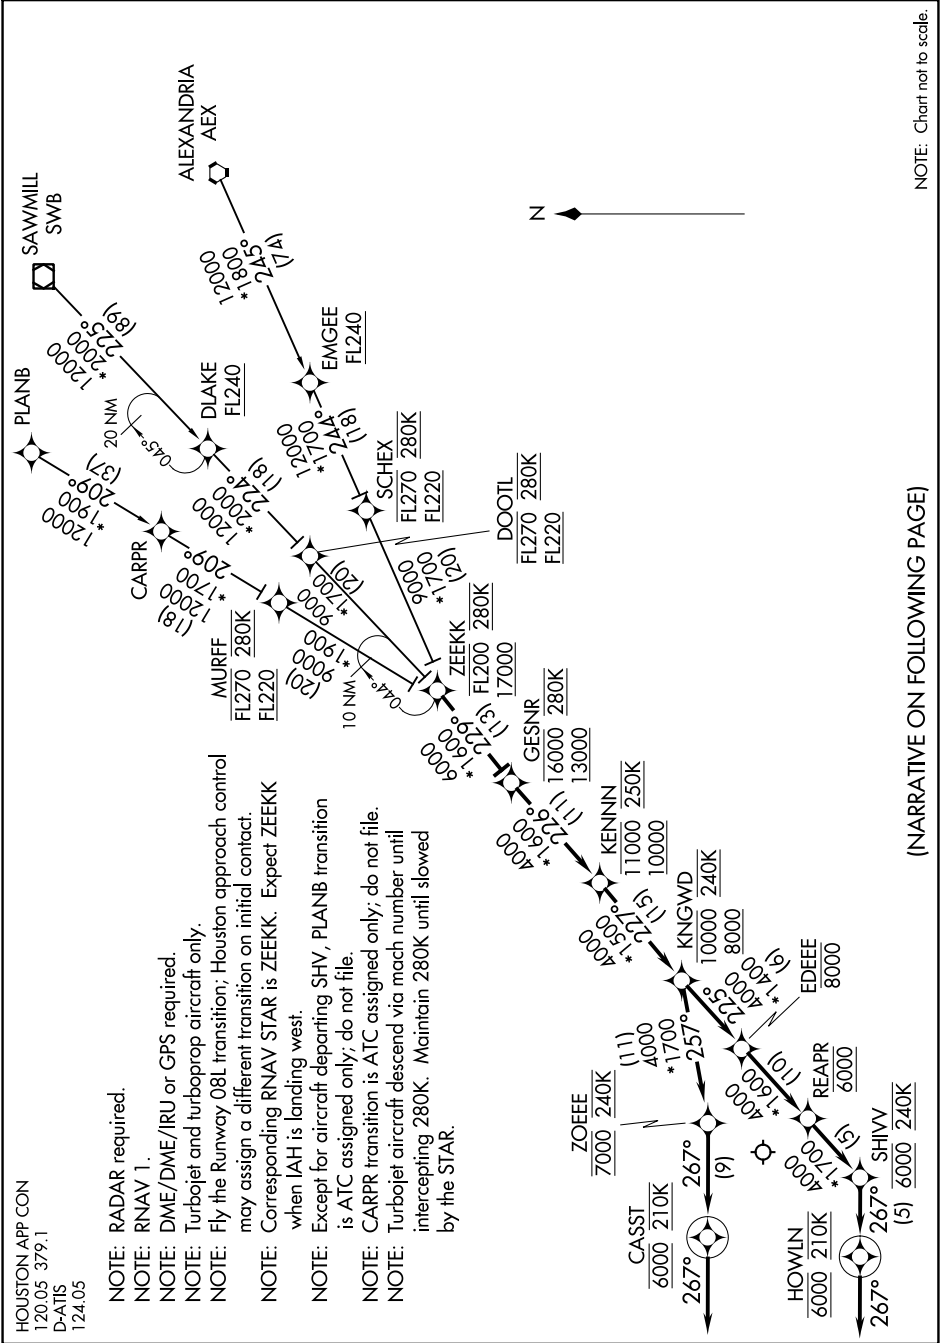 HOUSTON APP CON
120.05 379.1
D-ATIS
124.05
NOTE: RADAR required.
NOTE: RNAV 1.
NOTE: DME/DME/IRU or GPS required.
NOTE: Turbojet and turboprop aircraft only.
NOTE: Fly the Runway 08L transition; Houston approach control
may assign a different transition on initial contact.
NOTE: Corresponding RNAV STAR is ZEEKK. Expect ZEEKK
when IAH is landing west.
NOTE: Except for aircraft departing SHV, PLANB transition
is ATC assigned only; do not file.
NOTE: CARPR transition is ATC assigned only; do not file.
NOTE: Turbojet aircraft descend via mach number until
intercepting 280K. Maintain 280K until slowed
by the STAR.
PLANB
12000
*1900
209°
(37)
CARPR
12000
*1700
209°
(18)
MURFF
FL270 280K
FL220
9000
*1900
(20)
SAWMILL
SWB
12000
*2000
225°
(89)
20 NM
045°
DLAKE
FL240
12000
*2000
224°
(18)
DOOTL
FL270 280K
FL220
9000
*1700
(20)
ALEXANDRIA
AEX
12000
*1800
245°
(74)
EMGEE
FL240
12000
*1700
244°
(18)
SCHEX
FL270 280K
FL220
9000
*1700
(20)
10 NM
044°
ZEEKK
FL200 280K
17000
6000
*1600
229°
(13)
GESNR
16000 280K
13000
4000
*1600
226°
(11)
KENNN
11000 250K
10000
4000
*1500
227°
(15)
KNGWD
10000 240K
8000
(11)
4000
*1700
257°
ZOEEE
7000 240K
267°
(9)
CASST
6000 210K
267°
225°
4000
*1400
(6)
EDEEE
8000
4000
*1600
(10)
REAPR
6000
4000
*1700
(5)
SHIVV
6000 240K
267°
(5)
HOWLN
6000 210K
267°
N
NOTE: Chart not to scale.
(NARRATIVE ON FOLLOWING PAGE)